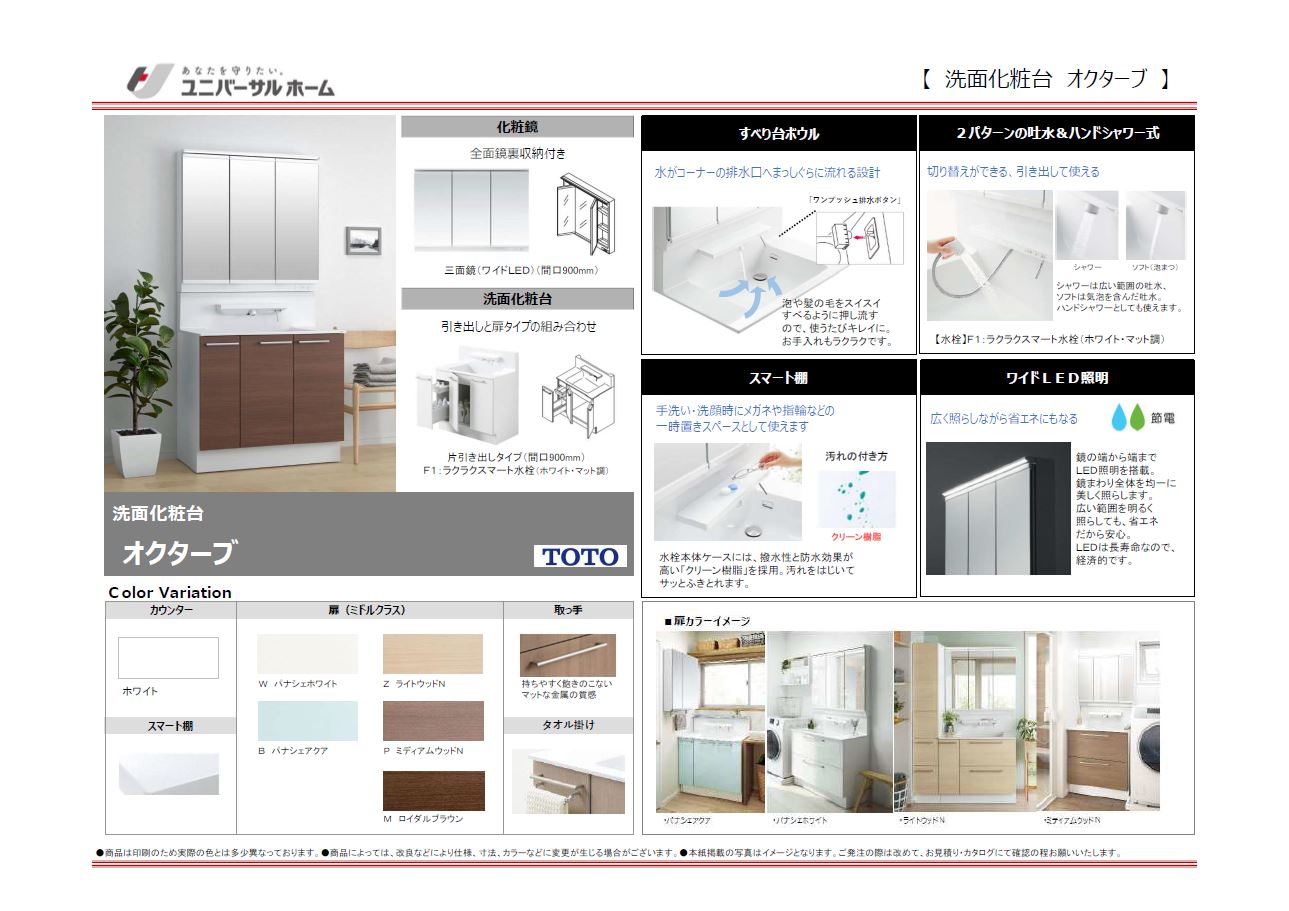 あなたを守りたい。
ユニバーサルホーム
【 洗面化粧台 オクターブ 】
化粧鏡
全面鏡裏収納付き
三面鏡(ワイドLED)(間口900mm)
洗面化粧台
引き出しと扉タイプの組み合わせ
片引き出しタイプ(間口900mm)
F1:ラクラクスマート水栓(ホワイト・マット調)
洗面化粧台
オクターブ
TOTO
すべり台ボウル
水がコーナーの排水口へまっしぐらに流れる設計
「ワンプッシュ排水ボタン」
泡や髪の毛をスイスイ
すべるように押し流す
ので、使うたびキレイに。
お手入れもラクラクです。
2パターンの吐水&ハンドシャワー式
切り替えができる、引き出して使える
シャワー
ソフト(泡まつ)
シャワーは広い範囲の吐水、
ソフトは気泡を含んだ吐水。
ハンドシャワーとしても使えます。
【水栓】F1:ラクラクスマート水栓(ホワイト・マット調)
スマート棚
手洗い・洗顔時にメガネや指輪などの
一時置きスペースとして使えます
汚れの付き方
クリーン樹脂
水栓本体ケースには、撥水性と防水効果が
高い「クリーン樹脂」を採用。汚れをはじいて
サッとふきとれます。
ワイドLED照明
広く照らしながら省エネにもなる
節電
鏡の端から端まで
LED照明を搭載。
鏡まわり全体を均一に
美しく照らします。
広い範囲を明るく
照らしても、省エネ
だから安心。
LEDは長寿命なので、
経済的です。
Color Variation
カウンター
ホワイト
スマート棚
扉(ミドルクラス)
W パナシェホワイト
Z ライトウッドN
B パナシェアクア
P ミディアムウッドN
M ロイダルブラウン
取っ手
持ちやすく飽きのこない
マットな金属の質感
タオル掛け
■扉カラーイメージ
・パナシェアクア
・パナシェホワイト
・ライトウッドN
・ミディアムウッドN
●商品は印刷のため実際の色とは多少異なっております。●商品によっては、改良などにより仕様、寸法、カラーなどに変更が生じる場合がございます。●本紙掲載の写真はイメージとなります。ご発注の際は改めて、お見積り・カタログにて確認の程お願いいたします。